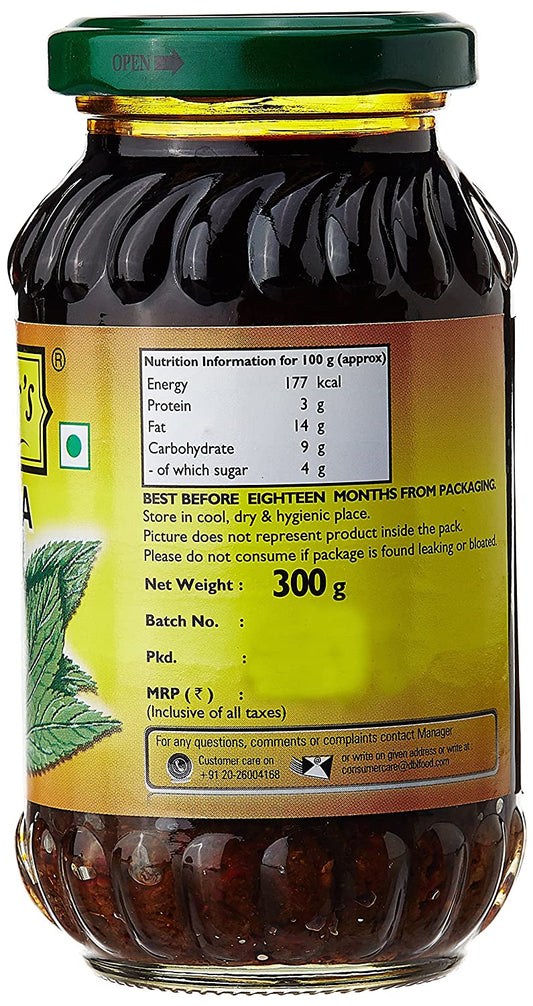 OPEN
'S ®
A
Nutrition Information for 100 g (approx)
Energy 177 kcal
Protein 3 g
Fat 14 g
Carbohydrate 9 g
- of which sugar 4 g
BEST BEFORE EIGHTEEN MONTHS FROM PACKAGING.
Store in cool, dry & hygienic place.
Picture does not represent product inside the pack.
Please do not consume if package is found leaking or bloated.
Net Weight : 300 g
Batch No. :
Pkd. :
MRP ( ₹ ) :
(Inclusive of all taxes)
For any questions, comments or complaints contact Manager
Customer care on
+91 20-26004168
or write on given address or write at :
consumercare@dblfood.com